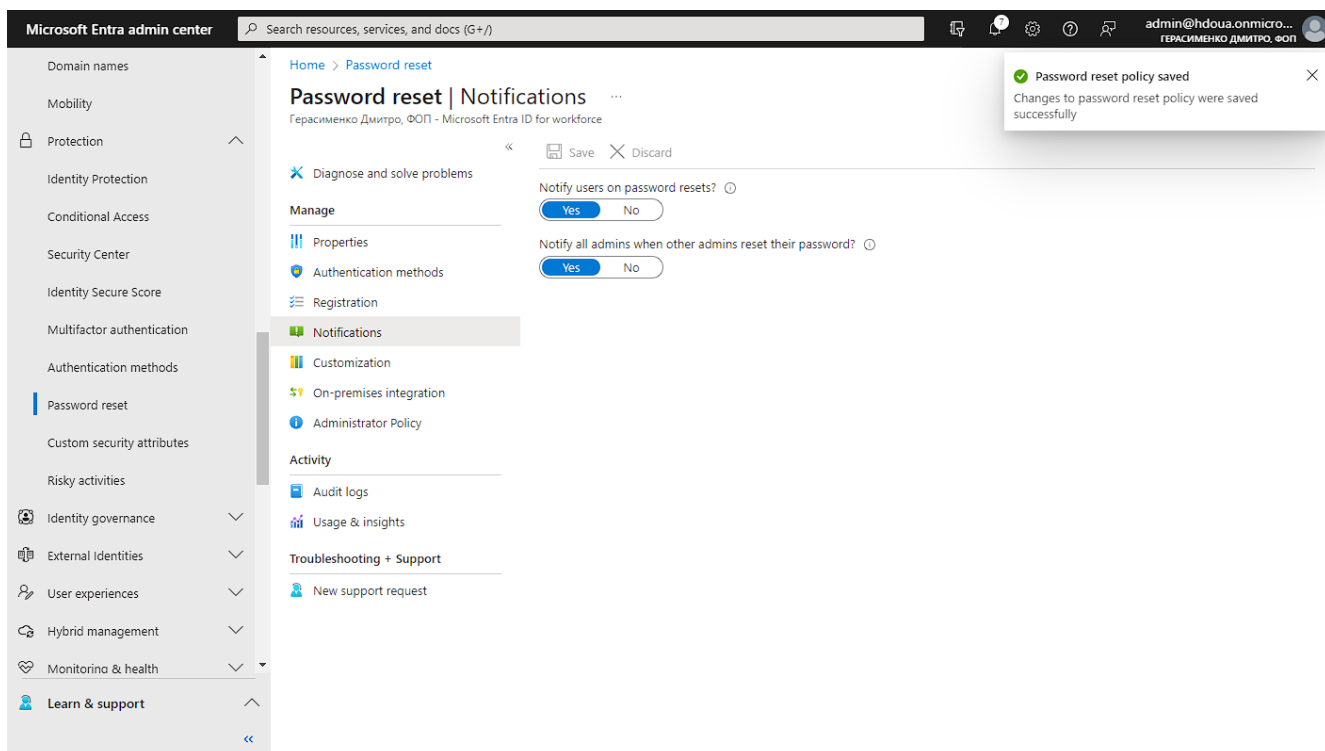 Microsoft Entra admin center
Search resources, services, and docs (G+/)
7
admin@hdoua.onmicro...
ГЕРАСИМЕНКО ДМИТРО, ФОП
Domain names
Mobility
Protection
Identity Protection
Conditional Access
Security Center
Identity Secure Score
Multifactor authentication
Authentication methods
Password reset
Custom security attributes
Risky activities
Identity governance
External Identities
User experiences
Hybrid management
Monitoring & health
Learn & support
Home > Password reset
Password reset | Notifications ...
Герасименко Дмитро, ФОП - Microsoft Entra ID for workforce
Diagnose and solve problems
Manage
Properties
Authentication methods
Registration
Notifications
Customization
On-premises integration
Administrator Policy
Activity
Audit logs
Usage & insights
Troubleshooting + Support
New support request
Save Discard
Notify users on password resets?
Yes No
Notify all admins when other admins reset their password?
Yes No
Password reset policy saved
Changes to password reset policy were saved
successfully